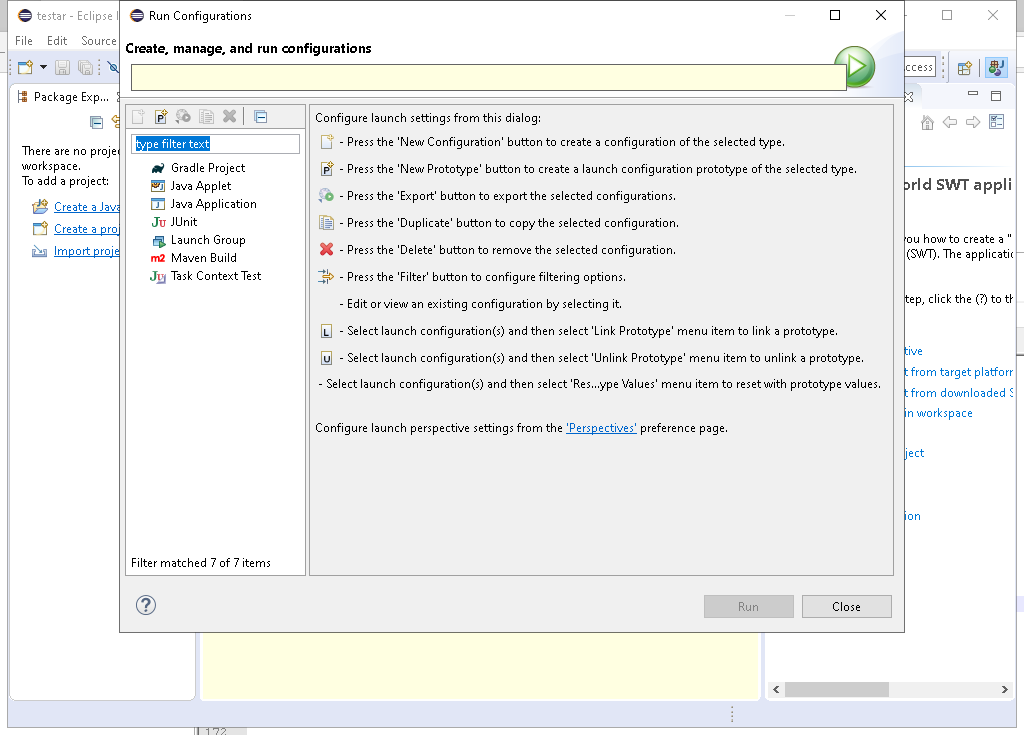 testar - Eclipse
File Edit Source
Package Exp...
There are no
workspace.
To add a project:
Create a Java
Create a
Import
Run Configurations
Create, manage, and run configurations
type filter text
Gradle Project
Java Applet
Java Application
JUnit
Launch Group
Maven Build
Task Context Test
Filter matched 7 of 7 items
Configure launch settings from this dialog:
- Press the 'New Configuration' button to create a configuration of the selected type.
- Press the 'New Prototype' button to create a launch configuration prototype of the selected type.
- Press the 'Export' button to export the selected configurations.
- Press the 'Duplicate' button to copy the selected configuration.
- Press the 'Delete' button to remove the selected configuration.
- Press the 'Filter' button to configure filtering options.
- Edit or view an existing configuration by selecting it.
L - Select launch configuration(s) and then select 'Link Prototype' menu item to link a prototype.
U - Select launch configuration(s) and then select 'Unlink Prototype' menu item to unlink a prototype.
- Select launch configuration(s) and then select 'Res...ype Values' menu item to reset with prototype values.
Configure launch perspective settings from the 'Perspectives' preference page.
Run
Close
ccess
orld SWT appli
you how to create a "
(SWT). The applicatio
tep, click the (?) to th
tive
t from target platforr
t from downloaded S
in workspace
ject
ion
172